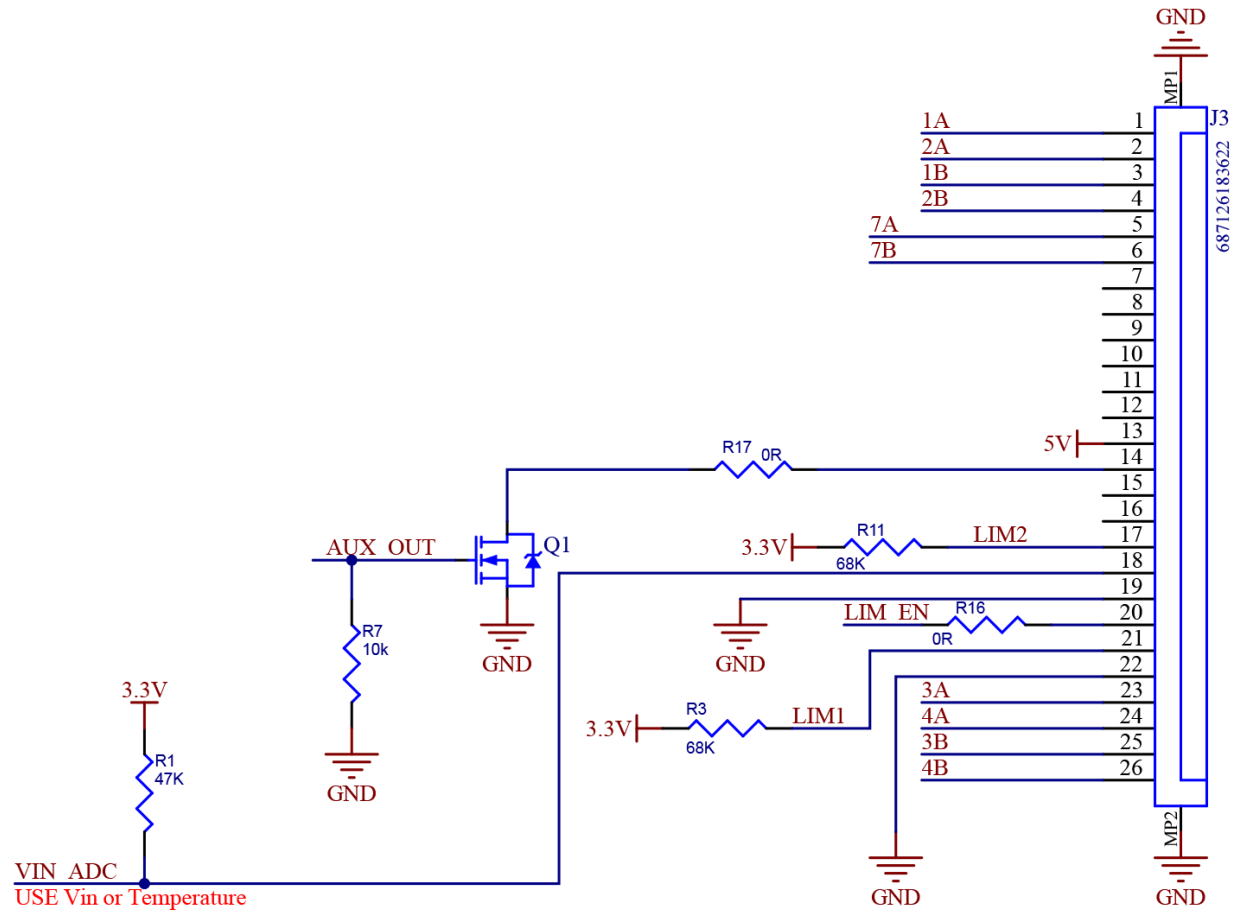 GND
MP1
J3
687126183622
1A 1
2A 2
1B 3
2B 4
7A 5
7B 6
7
8
9
10
11
12
5V 13
R17 0R 14
15
16
AUX_OUT Q1
3.3V R11 68K LIM2 17
18
19
GND
GND
LIM_EN R16 0R 20
R7
10k
21
22
3.3V R3 68K LIM1
3A 23
4A 24
3B 25
4B 26
3.3V
R1
47K
GND
MP2
VIN_ADC
USE Vin or Temperature
GND
GND